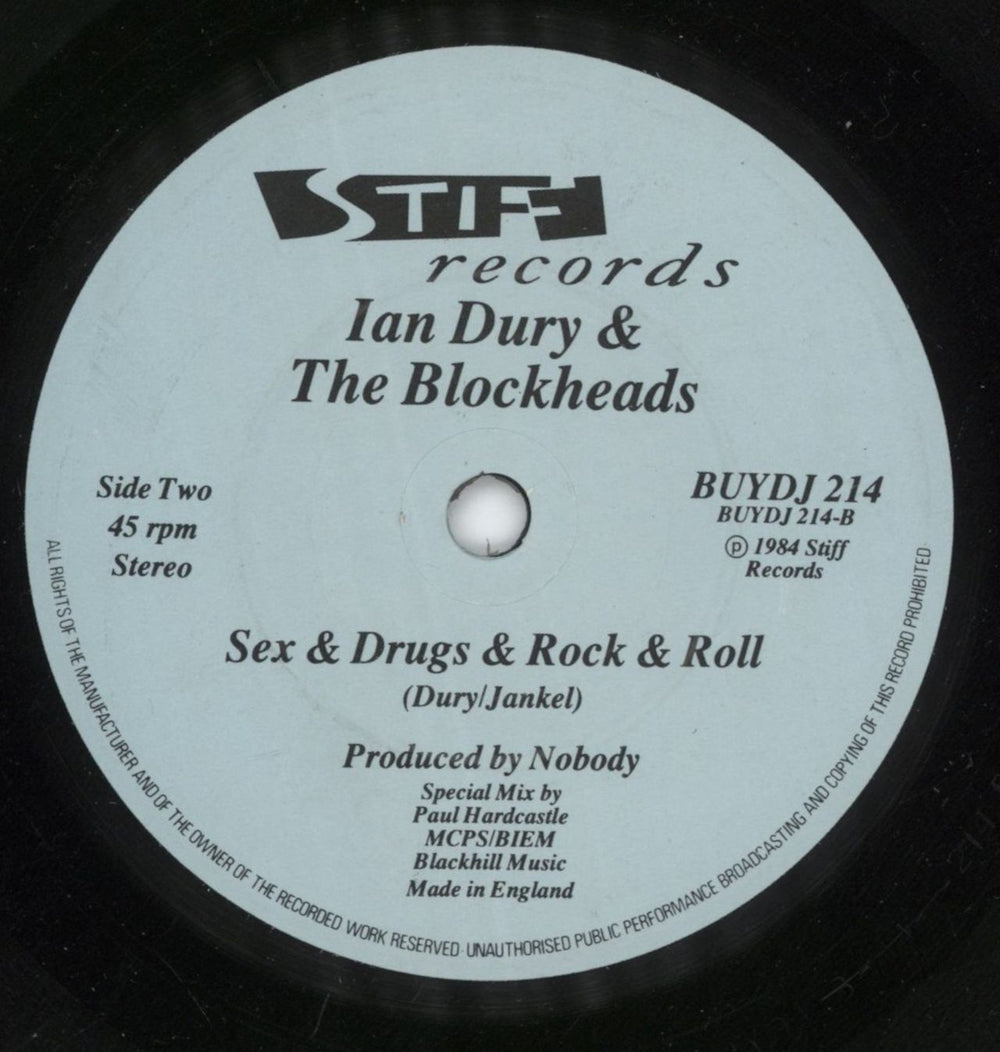 STIFF
records
Ian Dury &
The Blockheads
Side Two
45 rpm
Stereo
BUYDJ 214
BUYDJ 214-B
Ⓟ 1984 Stiff
Records
Sex & Drugs & Rock & Roll
(Dury/Jankel)
Produced by Nobody
Special Mix by
Paul Hardcastle
MCPS/BIEM
Blackhill Music
Made in England
ALL RIGHTS OF THE MANUFACTURER AND OF THE OWNER OF THE RECORDED WORK RESERVED · UNAUTHORISED PUBLIC PERFORMANCE BROADCASTING AND COPYING OF THIS RECORD PROHIBITED